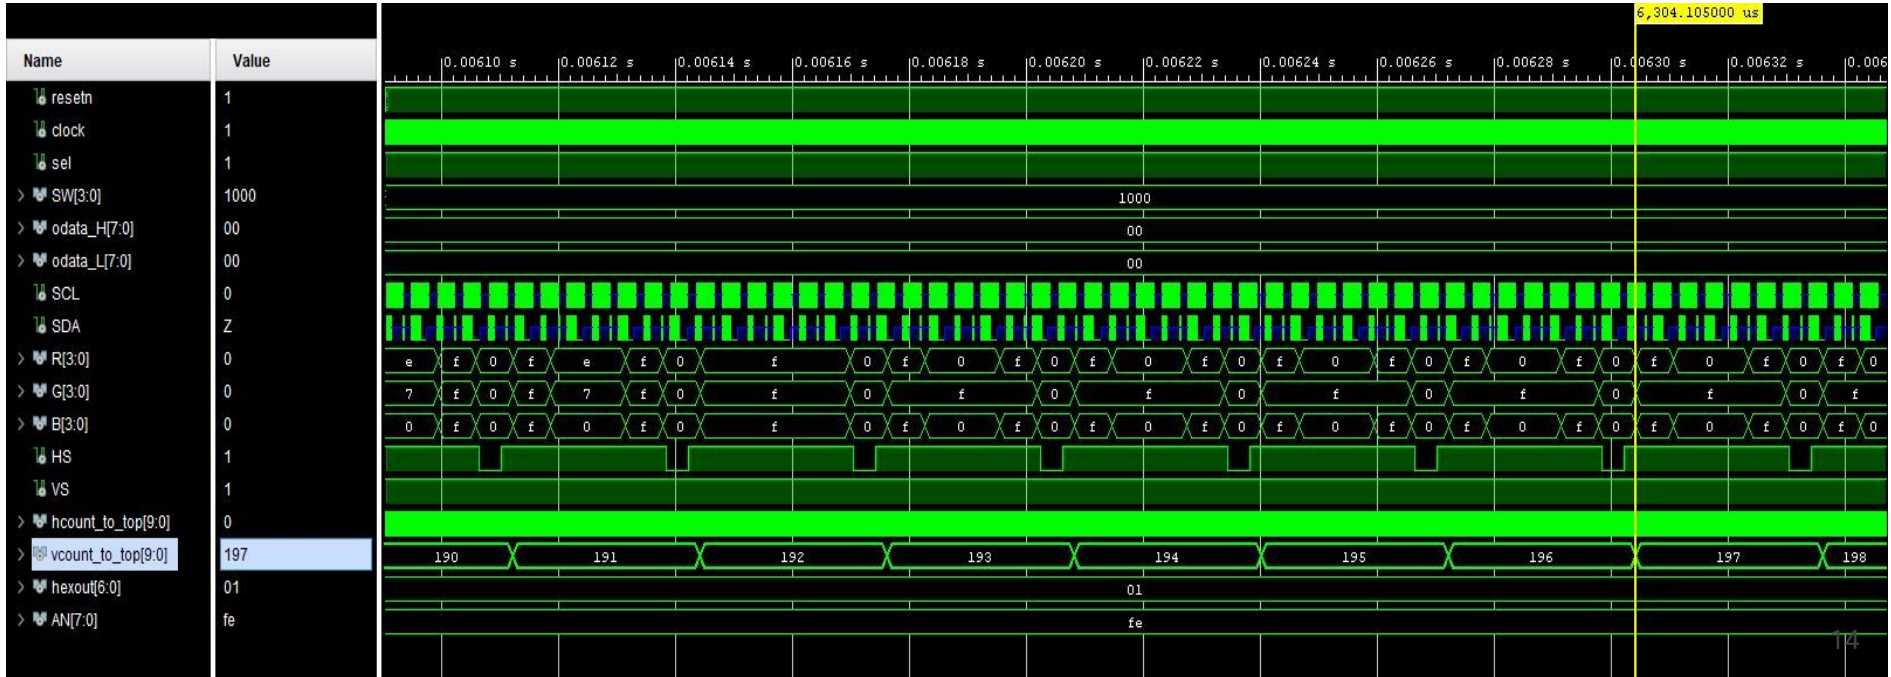 6,304.105000 us
Name Value 0.00610 s 0.00612 s 0.00614 s 0.00616 s 0.00618 s 0.00620 s 0.00622 s 0.00624 s 0.00626 s 0.00628 s 0.00630 s 0.00632 s 0.006
resetn 1
clock 1
sel 1
SW[3:0] 1000 1000
odata_H[7:0] 00 00
odata_L[7:0] 00 00
SCL 0
SDA Z
R[3:0] 0 e f 0 f e f 0 f 0 f 0 f 0 f 0 f 0 f 0 f 0 f 0 f 0 f 0 f 0 f 0 f 0
G[3:0] 0 7 f 0 f 7 f 0 f 0 f 0 f 0 f 0 f 0 f 0 f
B[3:0] 0 0 f 0 f 0 f 0 f 0 f 0 f 0 f 0 f 0 f 0 f 0 f 0 f 0 f 0 f 0 f 0 f 0
HS 1
VS 1
hcount_to_top[9:0] 0
vcount_to_top[9:0] 197 190 191 192 193 194 195 196 197 198
hexout[6:0] 01 01
AN[7:0] fe fe
14